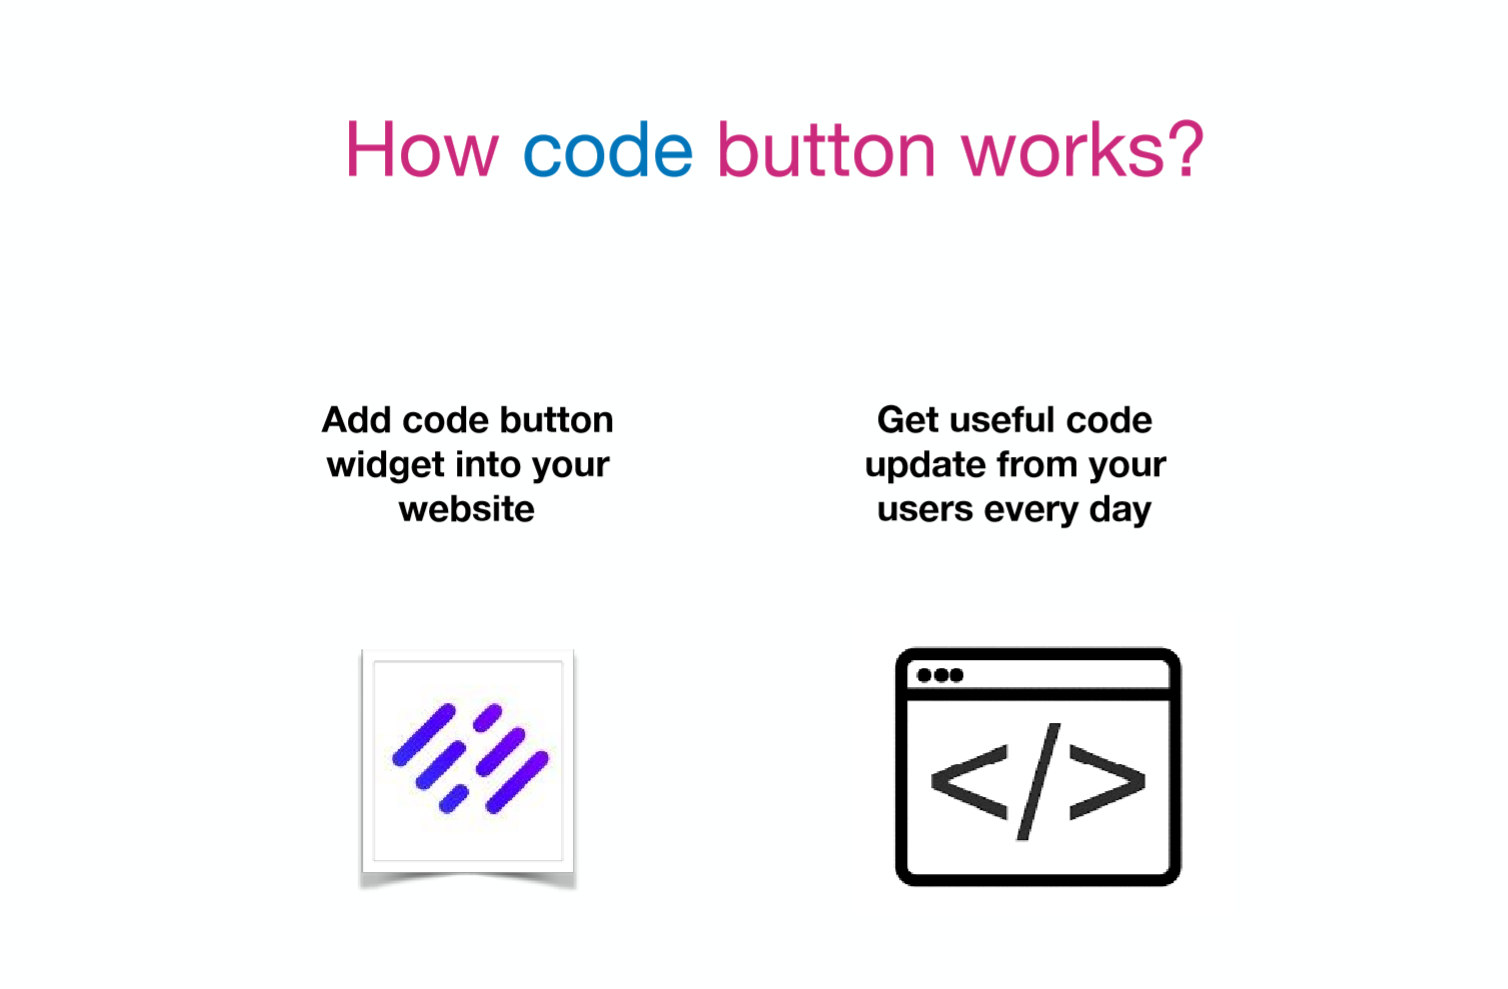 How code button works?
Add code button
widget into your
website
Get useful code
update from your
users every day
</>